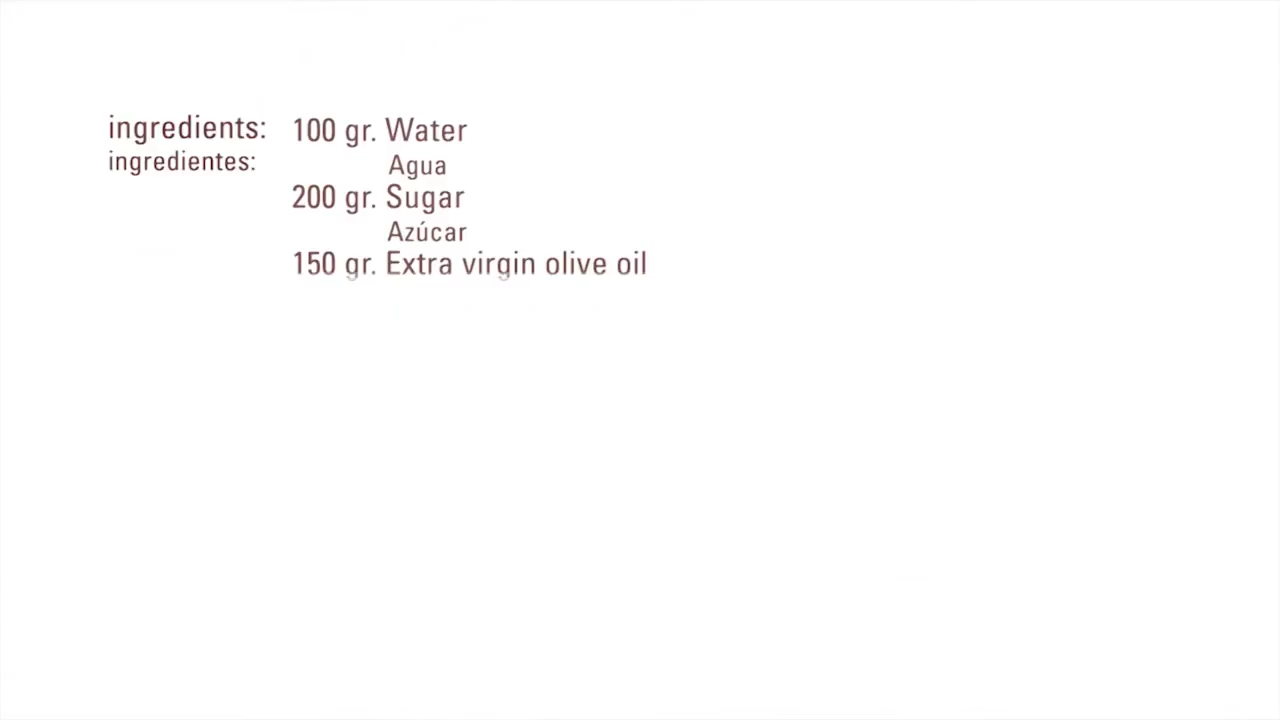 ingredients: 100 gr. Water
ingredientes: Agua
200 gr. Sugar
Azúcar
150 gr. Extra virgin olive oil